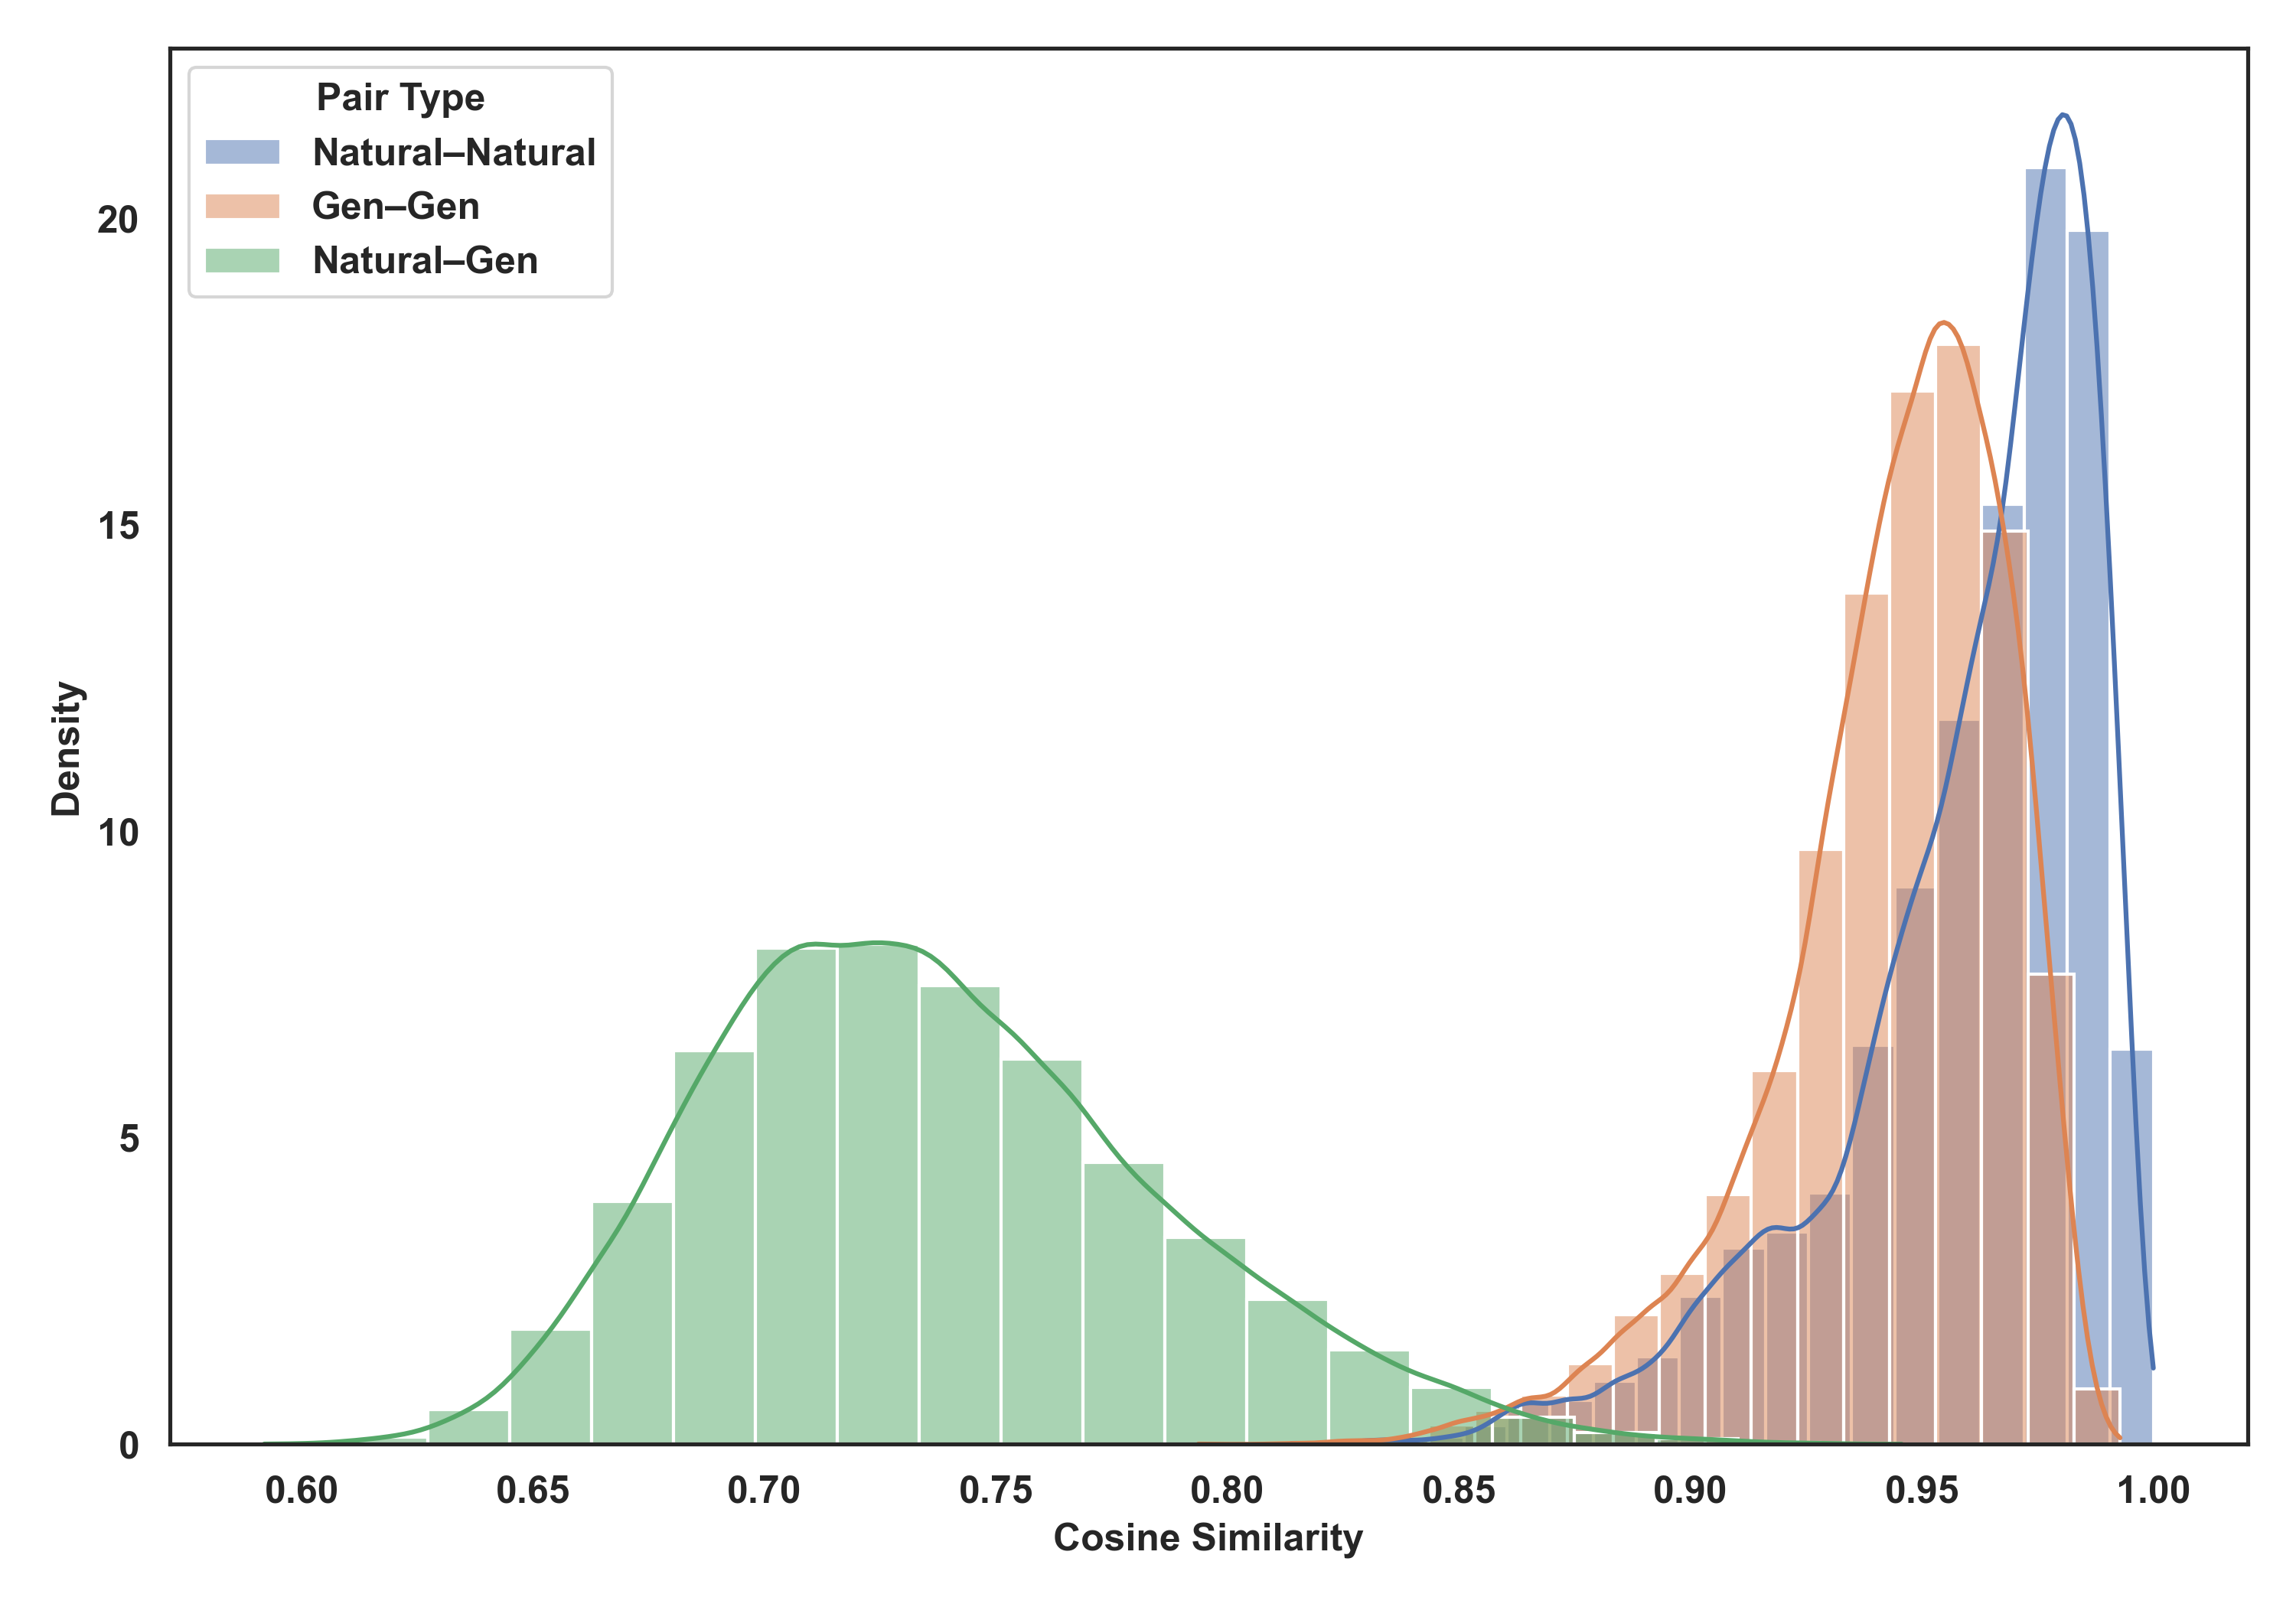 Pair Type
Natural–Natural
Gen–Gen
Natural–Gen
20
15
10
5
0
Density
0.60 0.65 0.70 0.75 0.80 0.85 0.90 0.95 1.00
Cosine Similarity